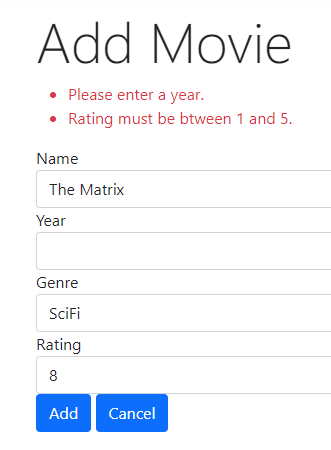 Add Movie
Please enter a year.
Rating must be btween 1 and 5.
Name
The Matrix
Year
Genre
SciFi
Rating
8
Add Cancel